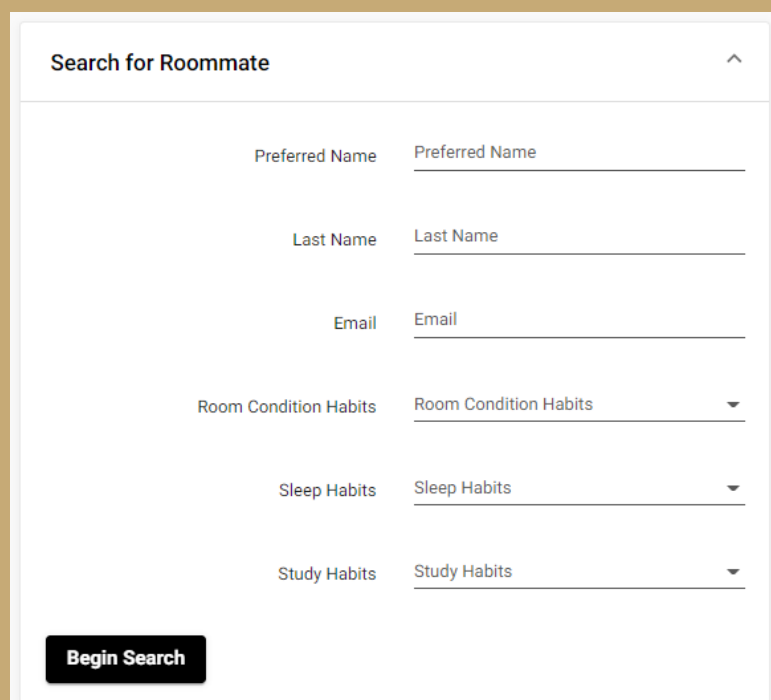 Search for Roommate
Preferred Name Preferred Name
Last Name Last Name
Email Email
Room Condition Habits Room Condition Habits
Sleep Habits Sleep Habits
Study Habits Study Habits
Begin Search